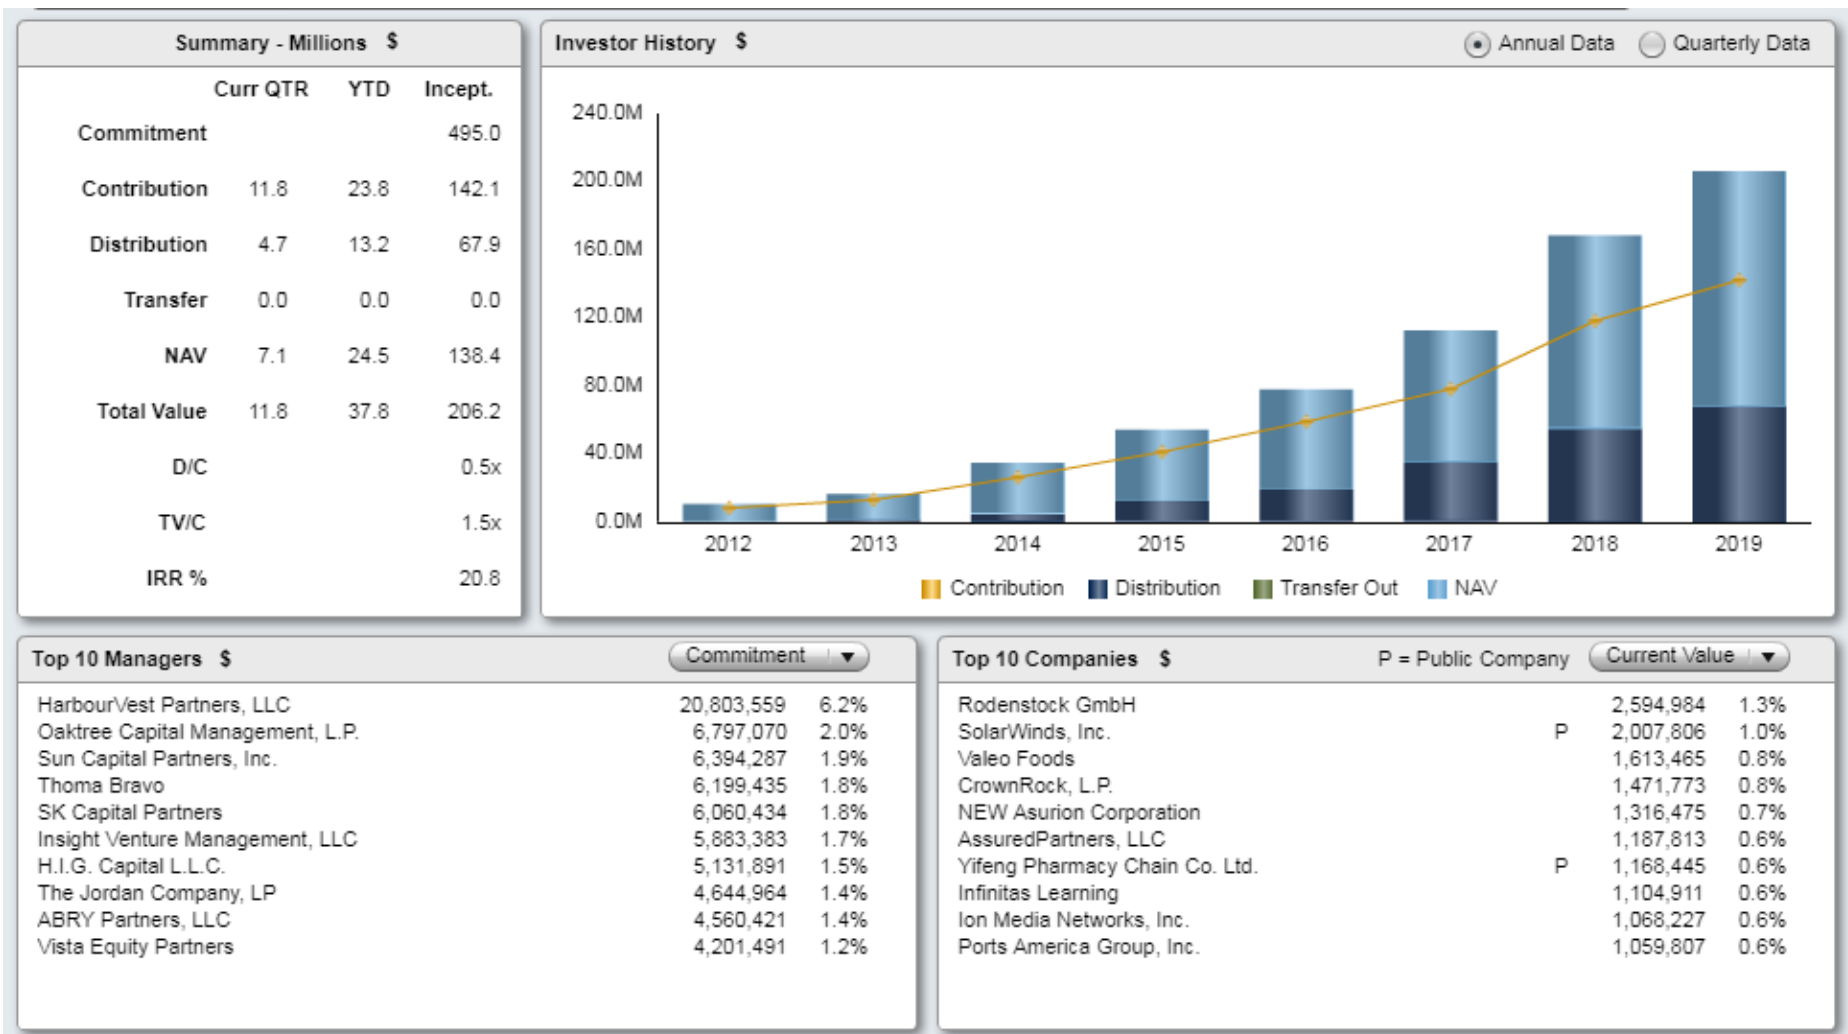 Summary - Millions $
Curr QTR YTD Incept.
Commitment 495.0
Contribution 11.8 23.8 142.1
Distribution 4.7 13.2 67.9
Transfer 0.0 0.0 0.0
NAV 7.1 24.5 138.4
Total Value 11.8 37.8 206.2
D/C 0.5x
TV/C 1.5x
IRR % 20.8
Investor History $ Annual Data Quarterly Data
240.0M
200.0M
160.0M
120.0M
80.0M
40.0M
0.0M
2012 2013 2014 2015 2016 2017 2018 2019
Contribution Distribution Transfer Out NAV
Top 10 Managers $ Commitment
HarbourVest Partners, LLC 20,803,559 6.2%
Oaktree Capital Management, L.P. 6,797,070 2.0%
Sun Capital Partners, Inc. 6,394,287 1.9%
Thoma Bravo 6,199,435 1.8%
SK Capital Partners 6,060,434 1.8%
Insight Venture Management, LLC 5,883,383 1.7%
H.I.G. Capital L.L.C. 5,131,891 1.5%
The Jordan Company, LP 4,644,964 1.4%
ABRY Partners, LLC 4,560,421 1.4%
Vista Equity Partners 4,201,491 1.2%
Top 10 Companies $ P = Public Company Current Value
Rodenstock GmbH 2,594,984 1.3%
SolarWinds, Inc. P 2,007,806 1.0%
Valeo Foods 1,613,465 0.8%
CrownRock, L.P. 1,471,773 0.8%
NEW Asurion Corporation 1,316,475 0.7%
AssuredPartners, LLC 1,187,813 0.6%
Yifeng Pharmacy Chain Co. Ltd. P 1,168,445 0.6%
Infinitas Learning 1,104,911 0.6%
Ion Media Networks, Inc. 1,068,227 0.6%
Ports America Group, Inc. 1,059,807 0.6%